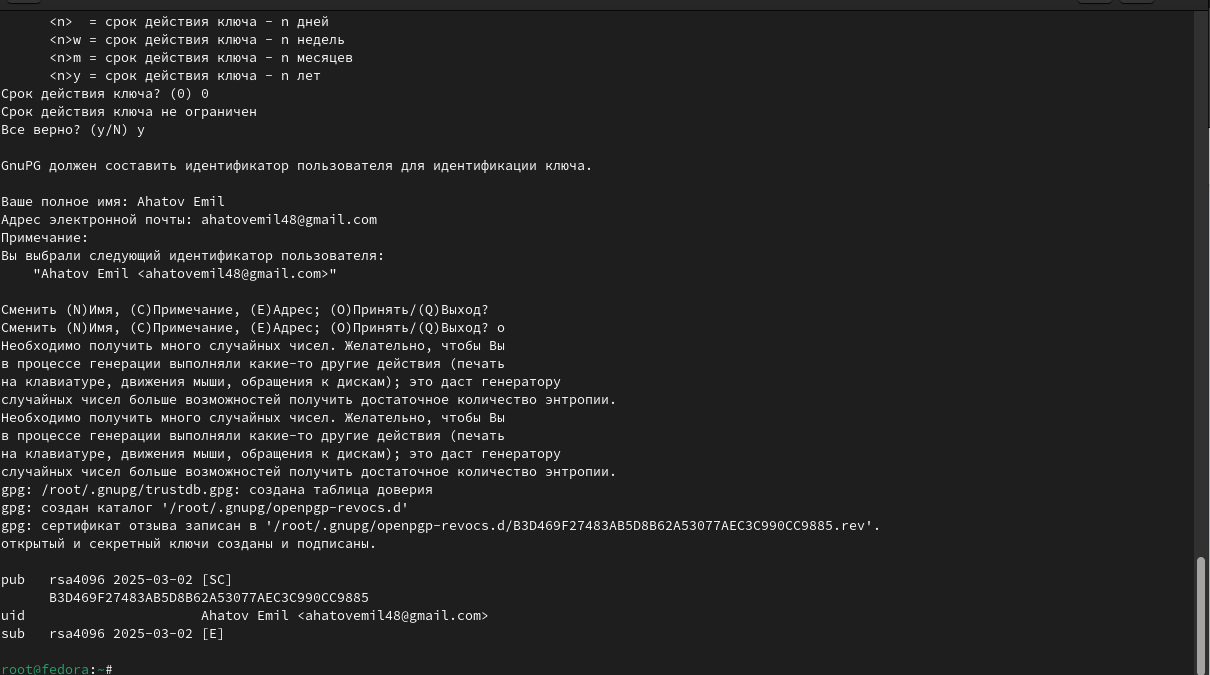 <n>  = срок действия ключа - n дней
<n>w = срок действия ключа - n недель
<n>m = срок действия ключа - n месяцев
<n>y = срок действия ключа - n лет
Срок действия ключа? (0) 0
Срок действия ключа не ограничен
Все верно? (y/N) y
GnuPG должен составить идентификатор пользователя для идентификации ключа.
Ваше полное имя: Ahatov Emil
Адрес электронной почты: ahatovemil48@gmail.com
Примечание:
Вы выбрали следующий идентификатор пользователя:
"Ahatov Emil <ahatovemil48@gmail.com>"
Сменить (N)Имя, (C)Примечание, (E)Адрес; (O)Принять/(Q)Выход?
Сменить (N)Имя, (C)Примечание, (E)Адрес; (O)Принять/(Q)Выход? o
Необходимо получить много случайных чисел. Желательно, чтобы Вы
в процессе генерации выполняли какие-то другие действия (печать
на клавиатуре, движения мыши, обращения к дискам); это даст генератору
случайных чисел больше возможностей получить достаточное количество энтропии.
Необходимо получить много случайных чисел. Желательно, чтобы Вы
в процессе генерации выполняли какие-то другие действия (печать
на клавиатуре, движения мыши, обращения к дискам); это даст генератору
случайных чисел больше возможностей получить достаточное количество энтропии.
gpg: /root/.gnupg/trustdb.gpg: создана таблица доверия
gpg: создан каталог '/root/.gnupg/openpgp-revocs.d'
gpg: сертификат отзыва записан в '/root/.gnupg/openpgp-revocs.d/B3D469F27483AB5D8B62A53077AEC3C990CC9885.rev'.
открытый и секретный ключи созданы и подписаны.
pub   rsa4096 2025-03-02 [SC]
B3D469F27483AB5D8B62A53077AEC3C990CC9885
uid                      Ahatov Emil <ahatovemil48@gmail.com>
sub   rsa4096 2025-03-02 [E]
root@fedora:~#